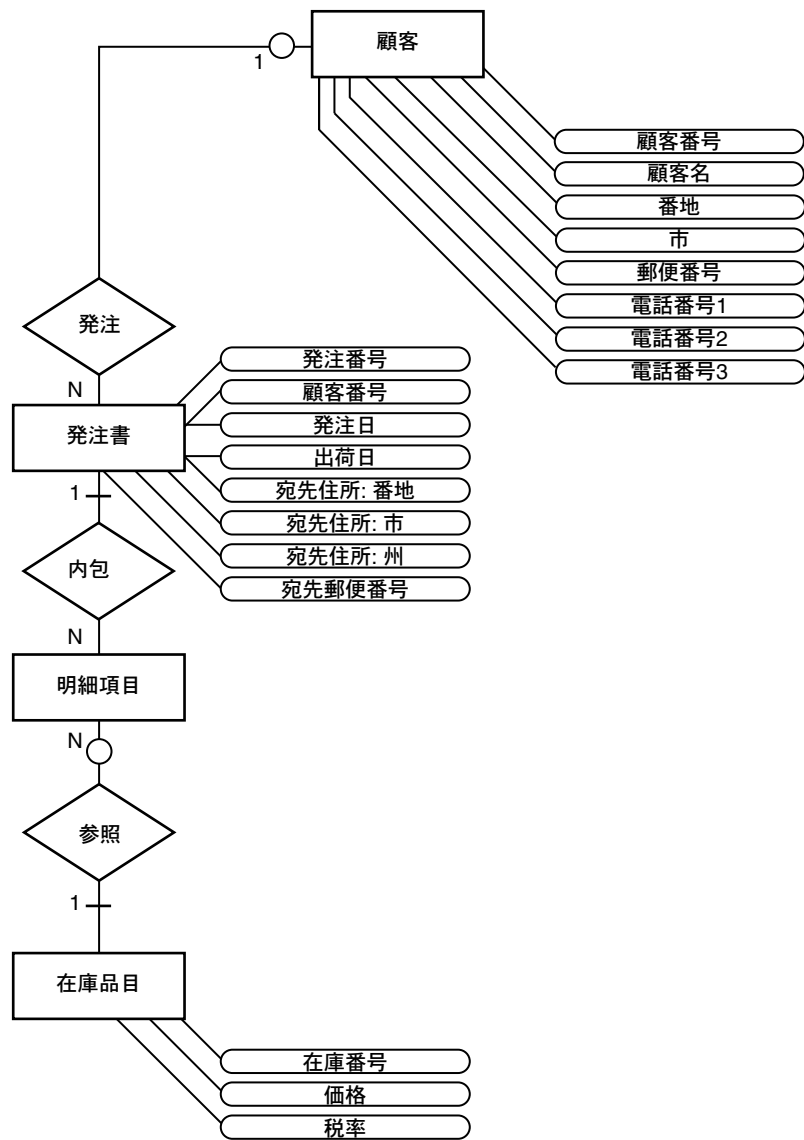 顧客
1
顧客番号
顧客名
番地
市
郵便番号
電話番号1
電話番号2
電話番号3
発注
N
発注書
発注番号
顧客番号
発注日
出荷日
宛先住所: 番地
宛先住所: 市
宛先住所: 州
宛先郵便番号
1
内包
N
明細項目
N
参照
1
在庫品目
在庫番号
価格
税率